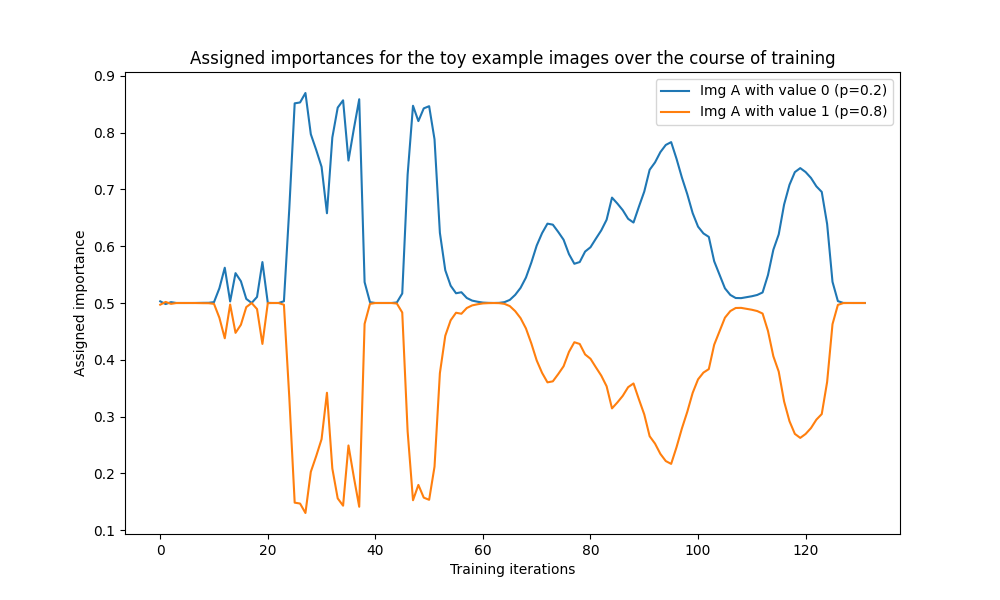 Assigned importances for the toy example images over the course of training
0.9
0.8
0.7
0.6
0.5
0.4
0.3
0.2
0.1
Assigned importance
Img A with value 0 (p=0.2)
Img A with value 1 (p=0.8)
0 20 40 60 80 100 120
Training iterations